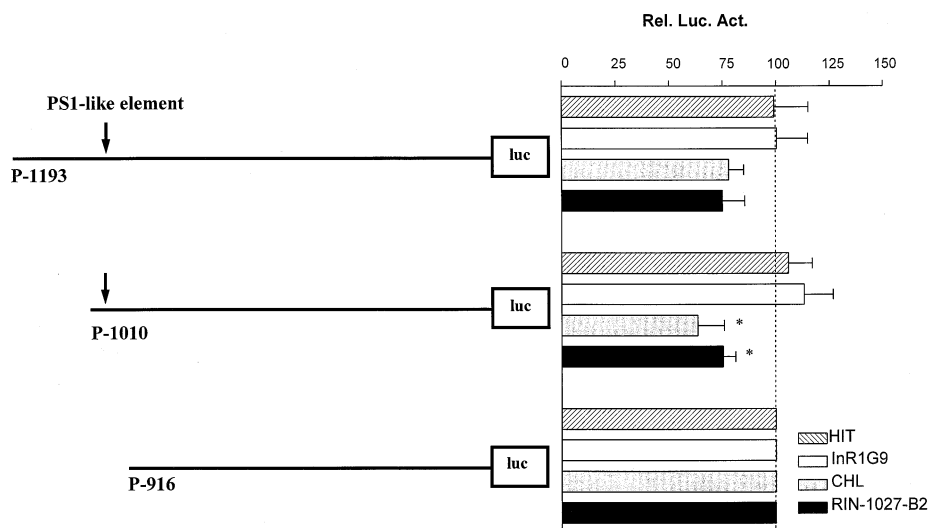 Rel. Luc. Act.
0 25 50 75 100 125 150
PS1-like element
luc
P-1193
luc
*
P-1010
*
HIT
luc
InR1G9
P-916
CHL
RIN-1027-B2